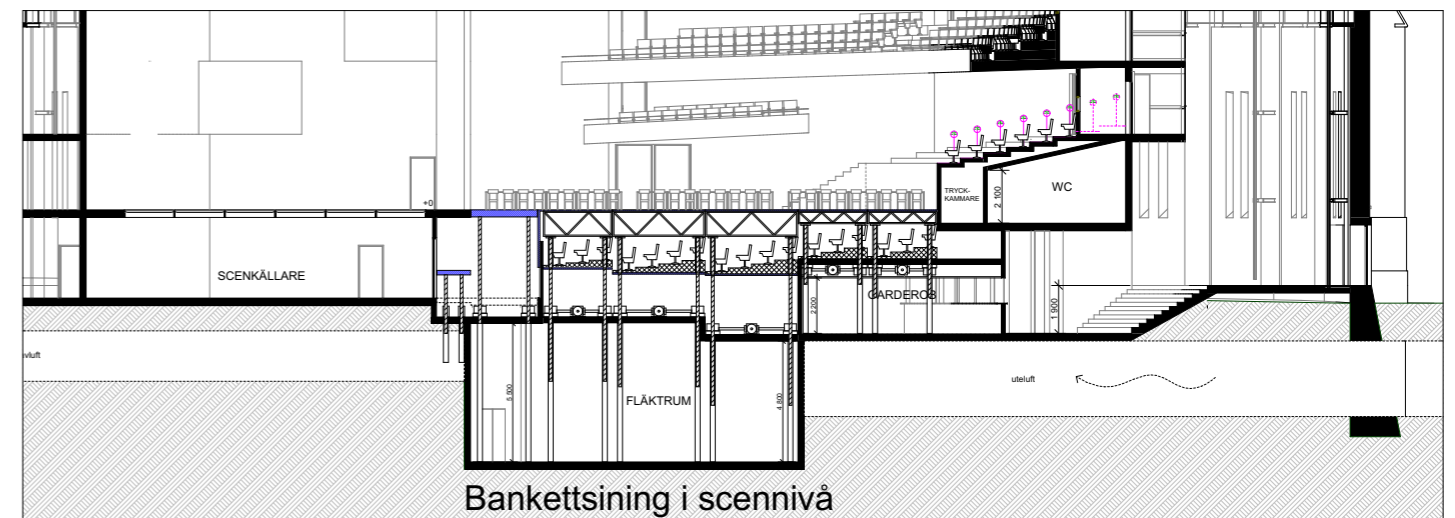 +0
TRYCK-
KAMMARE
2 100
WC
SCENKÄLLARE
GARDEROB
2 200
1 900
vluft
uteluft
5 500
FLÄKTRUM
4 800
Bankettsining i scennivå